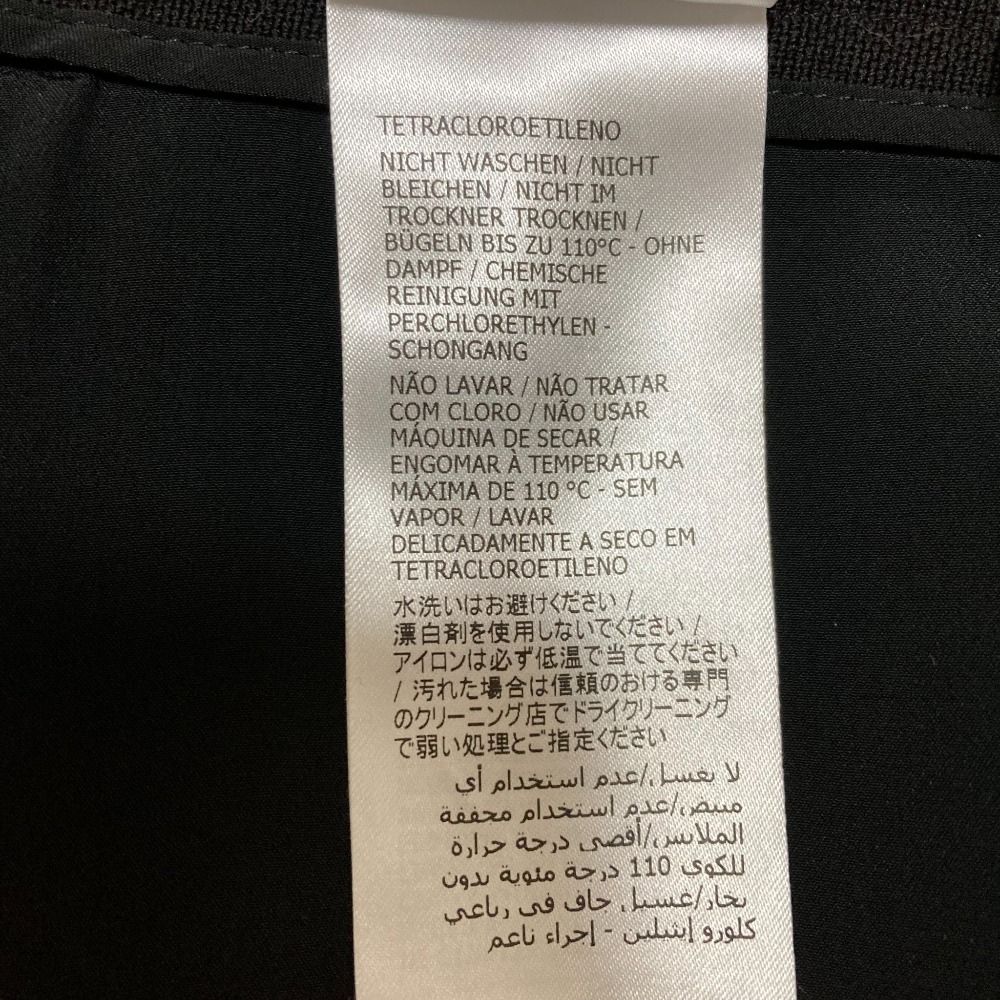 TETRACLOROETILENO
NICHT WASCHEN / NICHT
BLEICHEN / NICHT IM
TROCKNER TROCKNEN /
BÜGELN BIS ZU 110°C - OHNE
DAMPF / CHEMISCHE
REINIGUNG MIT
PERCHLORETHYLEN -
SCHONGANG
NÃO LAVAR / NÃO TRATAR
COM CLORO / NÃO USAR
MÁQUINA DE SECAR /
ENGOMAR À TEMPERATURA
MÁXIMA DE 110 °C - SEM
VAPOR / LAVAR
DELICADAMENTE A SECO EM
TETRACLOROETILENO
水洗いはお避けください /
漂白剤を使用しないでください /
アイロンは必ず低温で当ててください
/ 汚れた場合は信頼のおける専門
のクリーニング店でドライクリーニング
で弱い処理とご指定ください
لا يغسل/عدم استخدام أي
مبيض/عدم استخدام مجففة
الملابس/أقصى درجة حرارة
للكوي 110 درجة مئوية بدون
بخار/غسيل جاف في رباعي
كلورو إيثيلين - إجراء ناعم